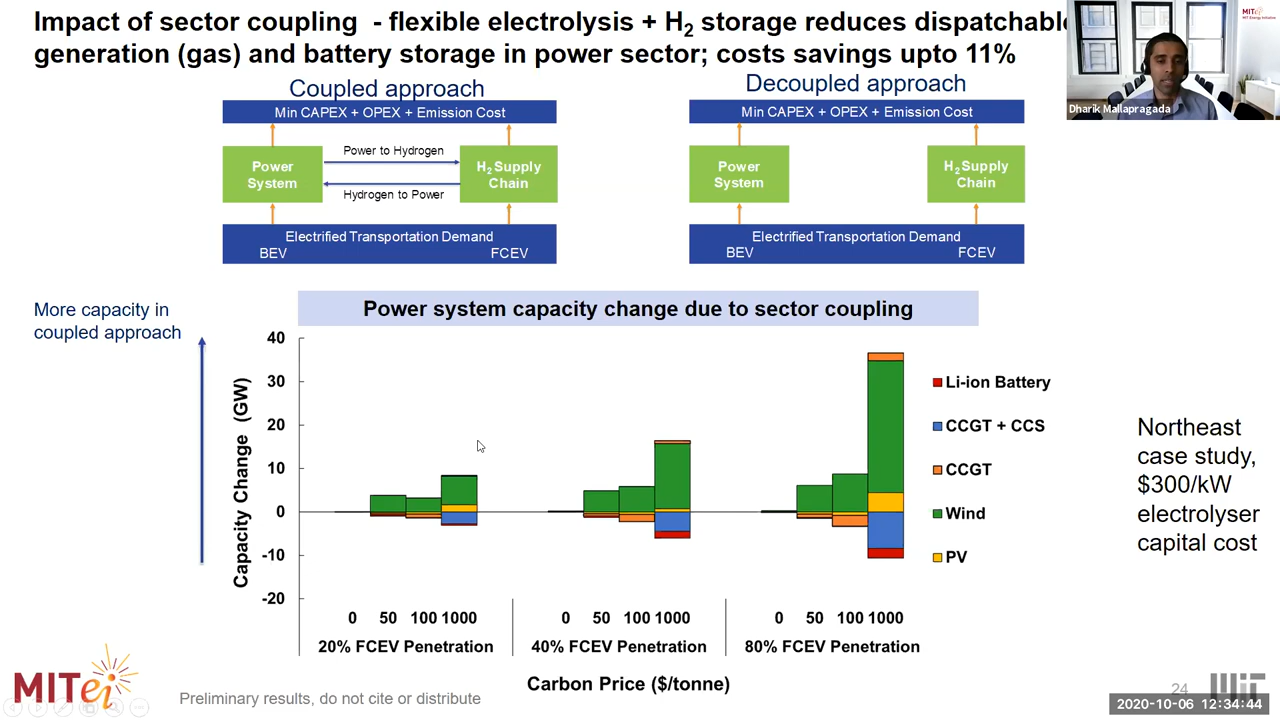 Impact of sector coupling - flexible electrolysis + H2 storage reduces dispatchable
generation (gas) and battery storage in power sector; costs savings upto 11%
MIT
MIT Energy Initiative
Dharik Mallapragada
Coupled approach
Min CAPEX + OPEX + Emission Cost
Power System
Power to Hydrogen
Hydrogen to Power
H2 Supply Chain
Electrified Transportation Demand
BEV FCEV
Decoupled approach
Min CAPEX + OPEX + Emission Cost
Power System
H2 Supply Chain
Electrified Transportation Demand
BEV FCEV
More capacity in
coupled approach
Power system capacity change due to sector coupling
Capacity Change (GW)
40
30
20
10
0
-10
-20
0 50 100 1000
20% FCEV Penetration
0 50 100 1000
40% FCEV Penetration
0 50 100 1000
80% FCEV Penetration
Carbon Price ($/tonne)
Li-ion Battery
CCGT + CCS
CCGT
Wind
PV
Northeast
case study,
$300/kW
electrolyser
capital cost
MITei
Preliminary results, do not cite or distribute
24
MIT
2020-10-06 12:34:44